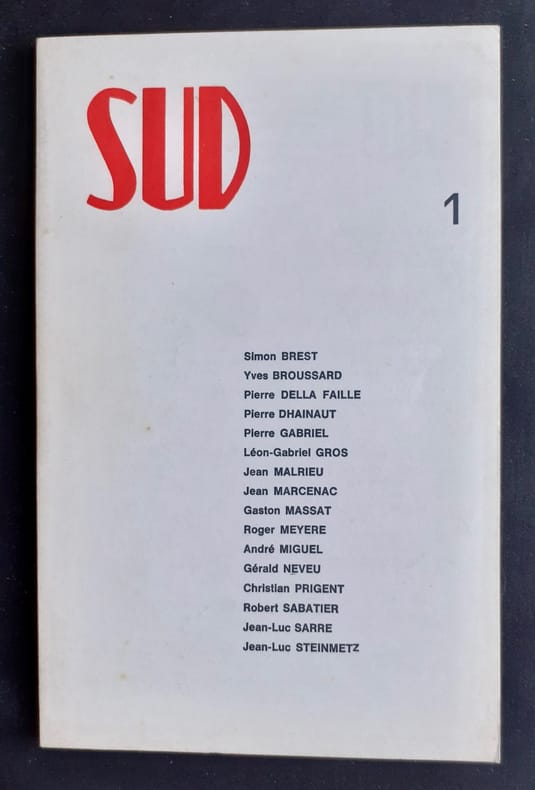 SUD
1
Simon BREST
Yves BROUSSARD
Pierre DELLA FAILLE
Pierre DHAINAUT
Pierre GABRIEL
Léon-Gabriel GROS
Jean MALRIEU
Jean MARCENAC
Gaston MASSAT
Roger MEYERE
André MIGUEL
Gérald NEVEU
Christian PRIGENT
Robert SABATIER
Jean-Luc SARRE
Jean-Luc STEINMETZ